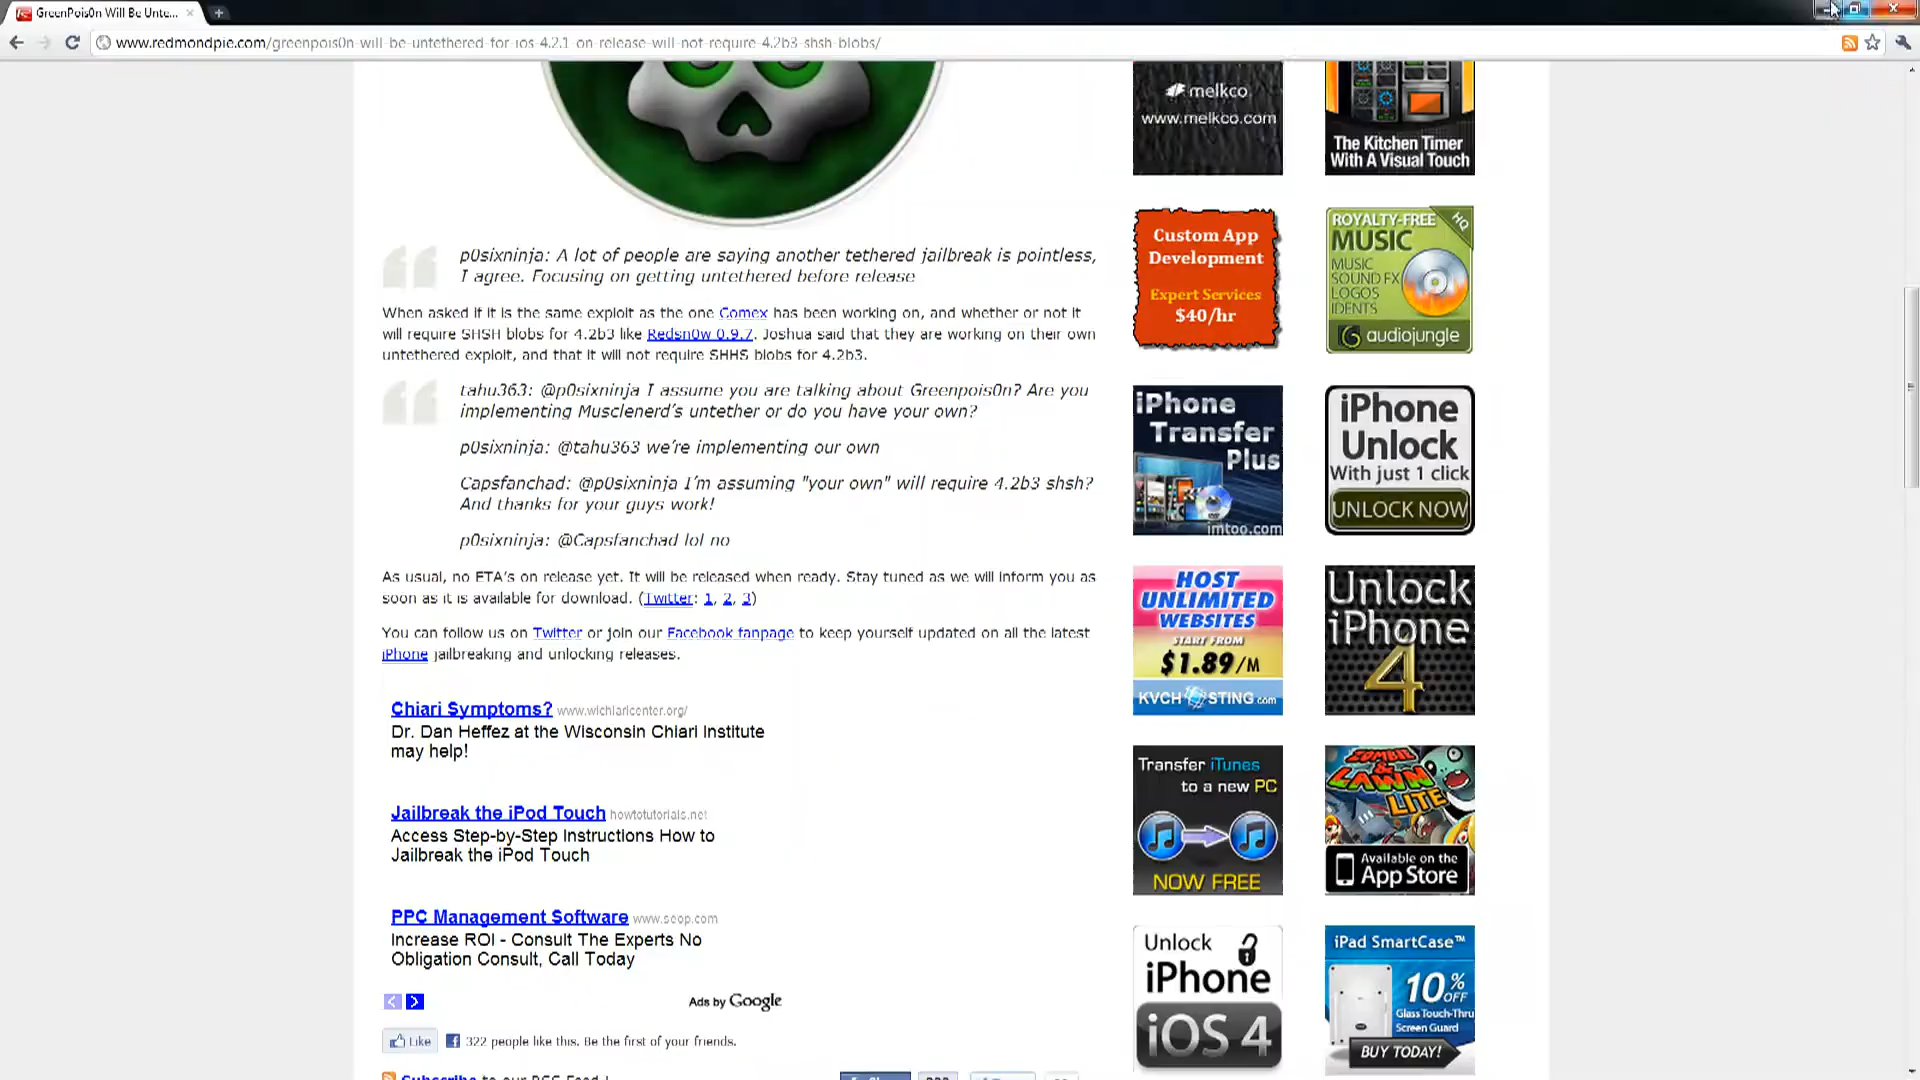 GreenPois0n Will Be Unte...
www.redmondpie.com/greenpois0n-will-be-untethered-for-ios-4.2.1-on-release-will-not-require-4.2b3-shsh-blobs/
melkco
www.melkco.com
The Kitchen Timer
With A Visual Touch
p0sixninja: A lot of people are saying another tethered jailbreak is pointless,
I agree. Focusing on getting untethered before release
When asked if it is the same exploit as the one Comex has been working on, and whether or not it
will require SHSH blobs for 4.2b3 like Redsn0w 0.9.7. Joshua said that they are working on their own
untethered exploit, and that it will not require SHHS blobs for 4.2b3.
tahu363: @p0sixninja I assume you are talking about Greenpois0n? Are you
implementing Musclenerd's untether or do you have your own?
p0sixninja: @tahu363 we're implementing our own
Capsfanchad: @p0sixninja I'm assuming "your own" will require 4.2b3 shsh?
And thanks for your guys work!
p0sixninja: @Capsfanchad lol no
As usual, no ETA's on release yet. It will be released when ready. Stay tuned as we will inform you as
soon as it is available for download. (Twitter: 1, 2, 3)
You can follow us on Twitter or join our Facebook fanpage to keep yourself updated on all the latest
iPhone jailbreaking and unlocking releases.
Chiari Symptoms? www.wichiaricenter.org/
Dr. Dan Heffez at the Wisconsin Chiari Institute
may help!
Jailbreak the iPod Touch howtotutorials.net
Access Step-by-Step Instructions How to
Jailbreak the iPod Touch
PPC Management Software www.seop.com
Increase ROI - Consult The Experts No
Obligation Consult, Call Today
Ads by Google
Like
322 people like this. Be the first of your friends.
Subscribe to our RSS Feed !
Custom App
Development
Expert Services
$40/hr
ROYALTY-FREE
HQ
MUSIC
MUSIC
SOUND FX
LOGOS
IDENTS
audiojungle
iPhone
Transfer
Plus
imtoo.com
iPhone
Unlock
With just 1 click
UNLOCK NOW
HOST
UNLIMITED
WEBSITES
START FROM
$1.89/M
KVCH STING.com
Unlock
iPhone
4
Transfer iTunes
to a new PC
NOW FREE
ZOMBIE
&
LAWN
LITE
Available on the
App Store
Unlock
iPhone
iOS 4
iPad SmartCase™
10%
OFF
Glass Touch-Thru
Screen Guard
BUY TODAY!